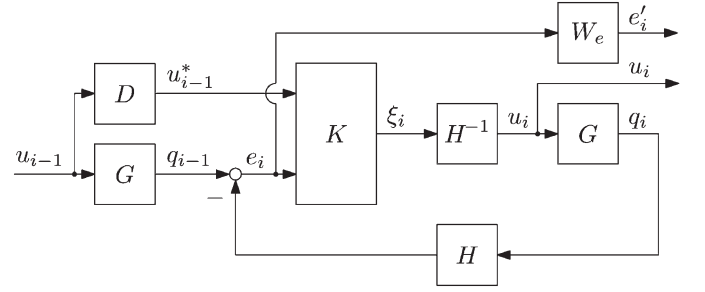 W_e
e'_i
u_i
D
u^*_{i-1}
K
ξ_i
H^{-1}
u_i
G
q_i
u_{i-1}
G
q_{i-1}
e_i
−
H